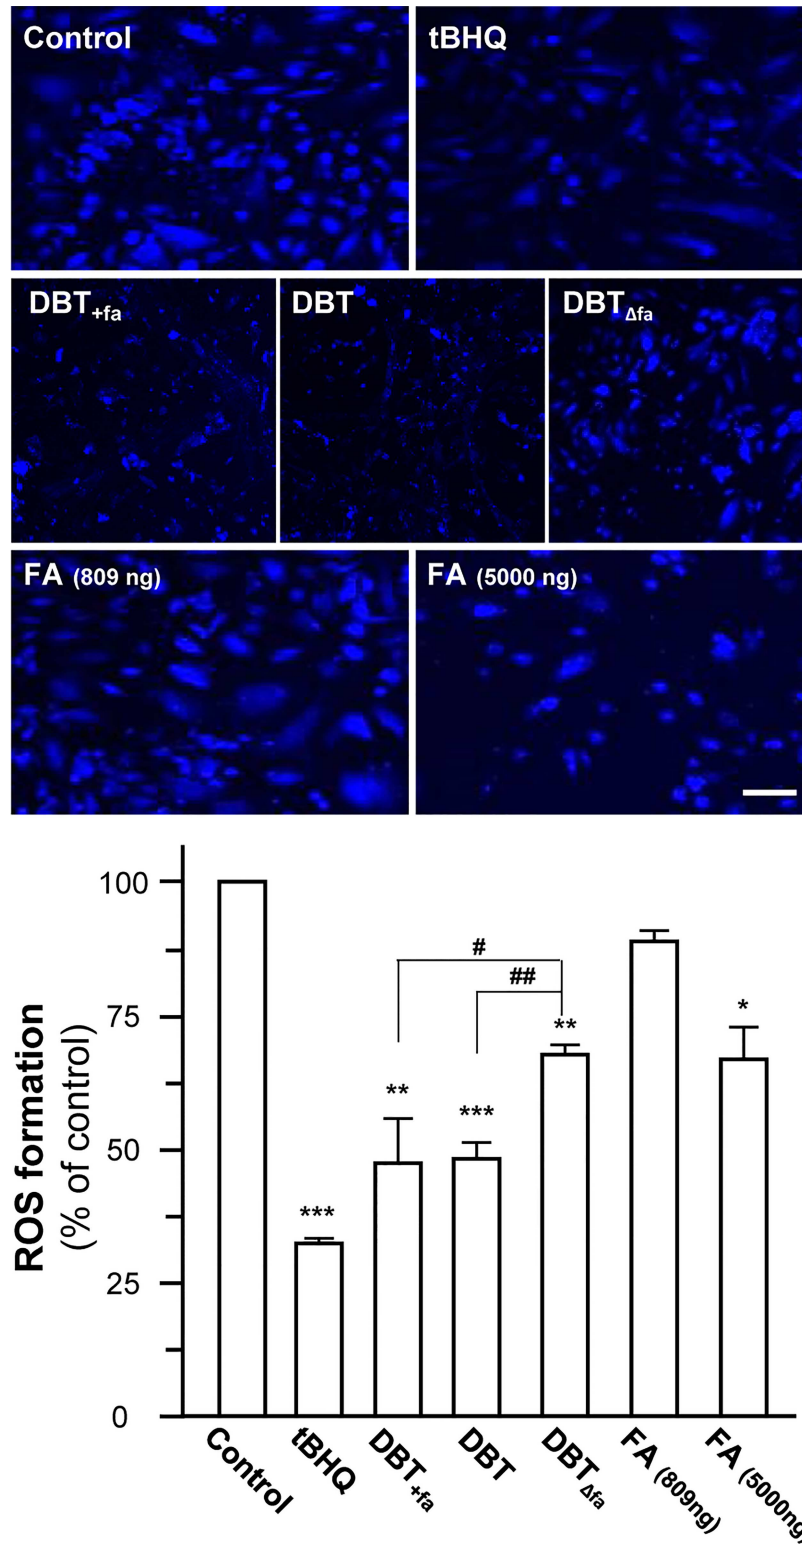 Control
tBHQ
DBT+fa
DBT
DBTΔfa
FA (809 ng)
FA (5000 ng)
100
75
50
25
0
ROS formation
(% of control)
#
##
**
*
**
***
***
Control
tBHQ
DBT+fa
DBT
DBTΔfa
FA (809ng)
FA (5000ng)